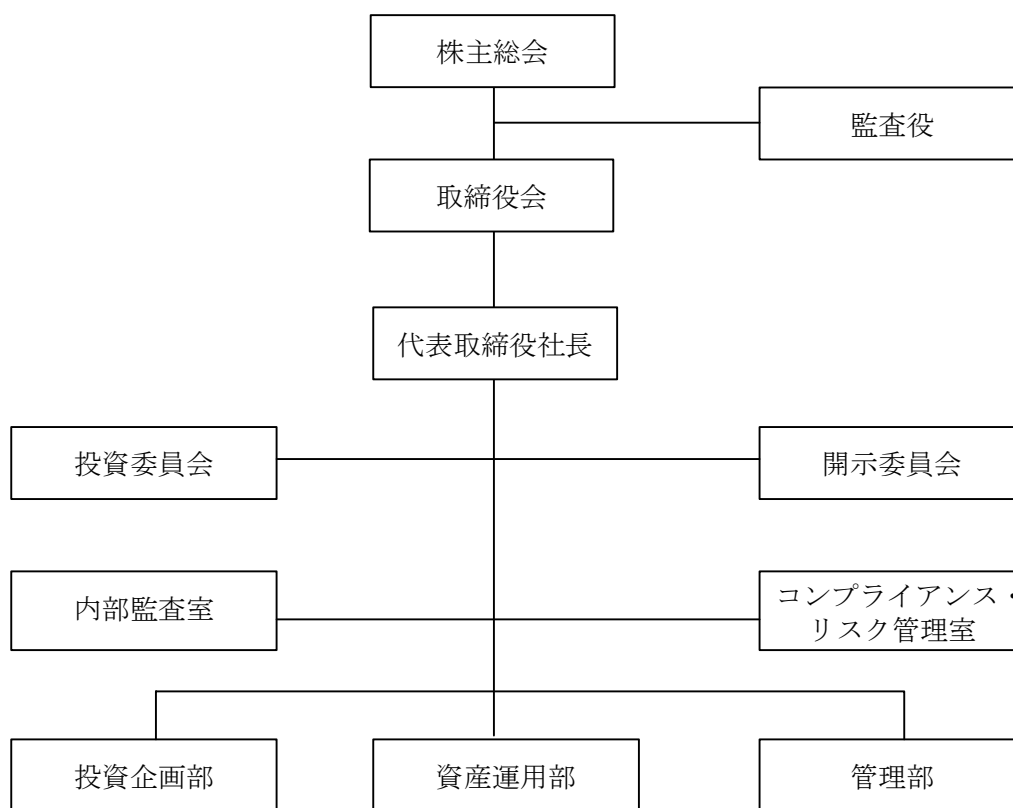 株主総会
監査役
取締役会
代表取締役社長
投資委員会
開示委員会
内部監査室
コンプライアンス・
リスク管理室
投資企画部
資産運用部
管理部